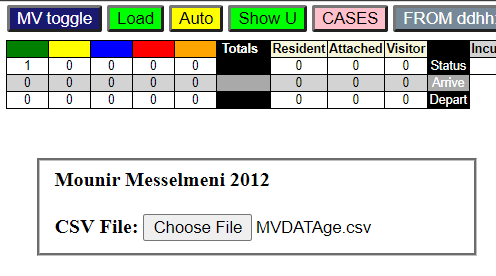 MV toggle Load Auto Show U CASES FROM ddhh
Totals Resident Attached Visitor Incu
1 0 0 0 0 0 0 0 Status
0 0 0 0 0 0 0 0 Arrive
0 0 0 0 0 0 0 0 Depart
Mounir Messelmeni 2012
CSV File: Choose File MVDATAge.csv